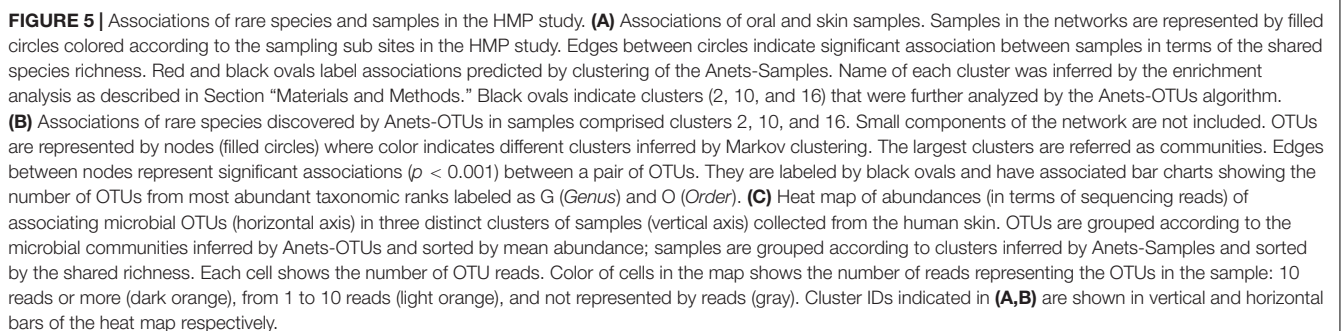 FIGURE 5 | Associations of rare species and samples in the HMP study. (A) Associations of oral and skin samples. Samples in the networks are represented by filled
circles colored according to the sampling sub sites in the HMP study. Edges between circles indicate significant association between samples in terms of the shared
species richness. Red and black ovals label associations predicted by clustering of the Anets-Samples. Name of each cluster was inferred by the enrichment
analysis as described in Section “Materials and Methods.” Black ovals indicate clusters (2, 10, and 16) that were further analyzed by the Anets-OTUs algorithm.
(B) Associations of rare species discovered by Anets-OTUs in samples comprised clusters 2, 10, and 16. Small components of the network are not included. OTUs
are represented by nodes (filled circles) where color indicates different clusters inferred by Markov clustering. The largest clusters are referred as communities. Edges
between nodes represent significant associations (p < 0.001) between a pair of OTUs. They are labeled by black ovals and have associated bar charts showing the
number of OTUs from most abundant taxonomic ranks labeled as G (Genus) and O (Order). (C) Heat map of abundances (in terms of sequencing reads) of
associating microbial OTUs (horizontal axis) in three distinct clusters of samples (vertical axis) collected from the human skin. OTUs are grouped according to the
microbial communities inferred by Anets-OTUs and sorted by mean abundance; samples are grouped according to clusters inferred by Anets-Samples and sorted
by the shared richness. Each cell shows the number of OTU reads. Color of cells in the map shows the number of reads representing the OTUs in the sample: 10
reads or more (dark orange), from 1 to 10 reads (light orange), and not represented by reads (gray). Cluster IDs indicated in (A,B) are shown in vertical and horizontal
bars of the heat map respectively.